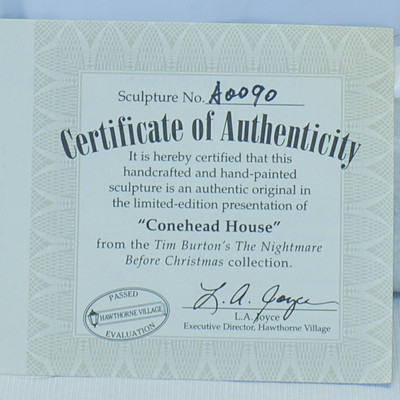 Sculpture No. A0090
Certificate of Authenticity
It is hereby certified that this
handcrafted and hand-painted
sculpture is an authentic original in
the limited-edition presentation of
"Conehead House"
from the Tim Burton's The Nightmare
Before Christmas collection.
PASSED
HAWTHORNE VILLAGE
EVALUATION
L. A. Joyce
L.A. Joyce
Executive Director, Hawthorne Village